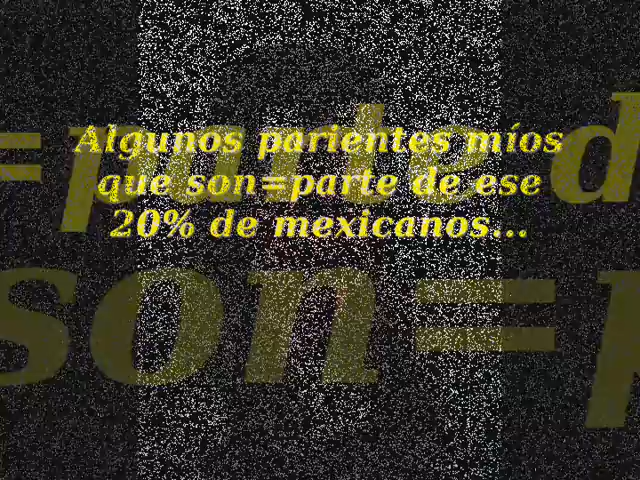 Algunos parientes míos
que son=parte de ese
20% de mexicanos...